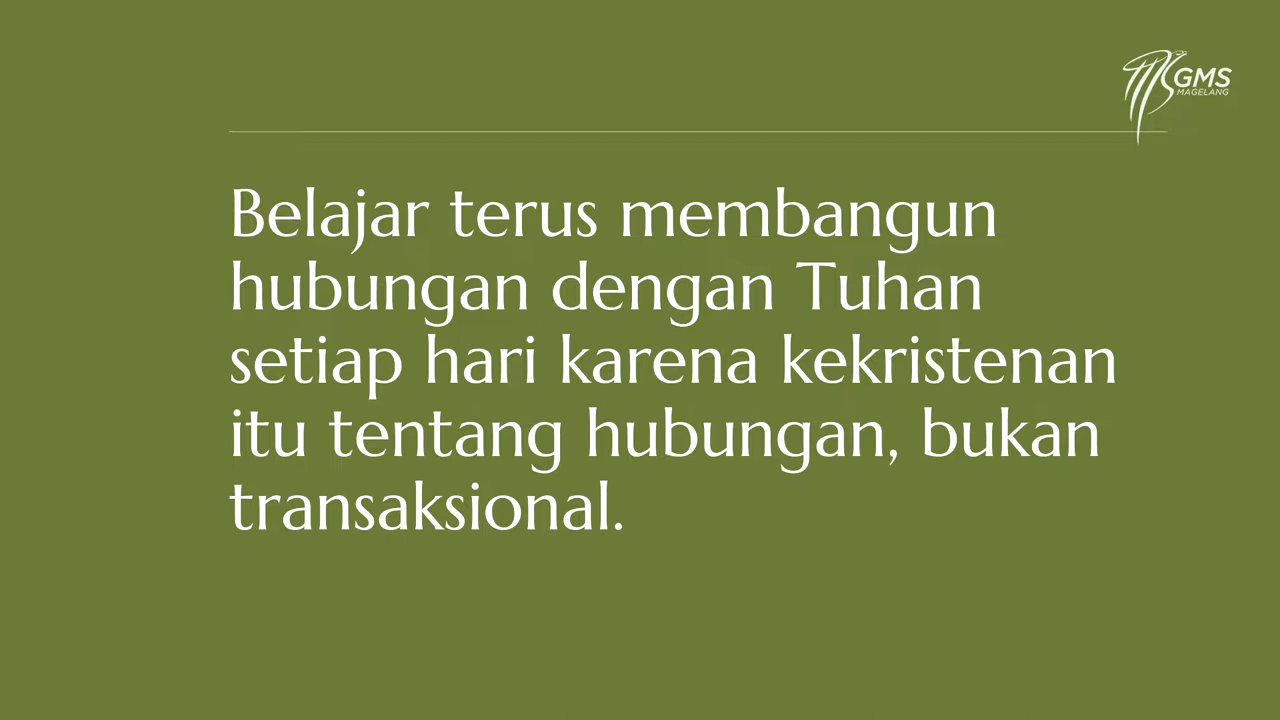 GMS
MAGELANG
Belajar terus membangun
hubungan dengan Tuhan
setiap hari karena kekristenan
itu tentang hubungan, bukan
transaksional.